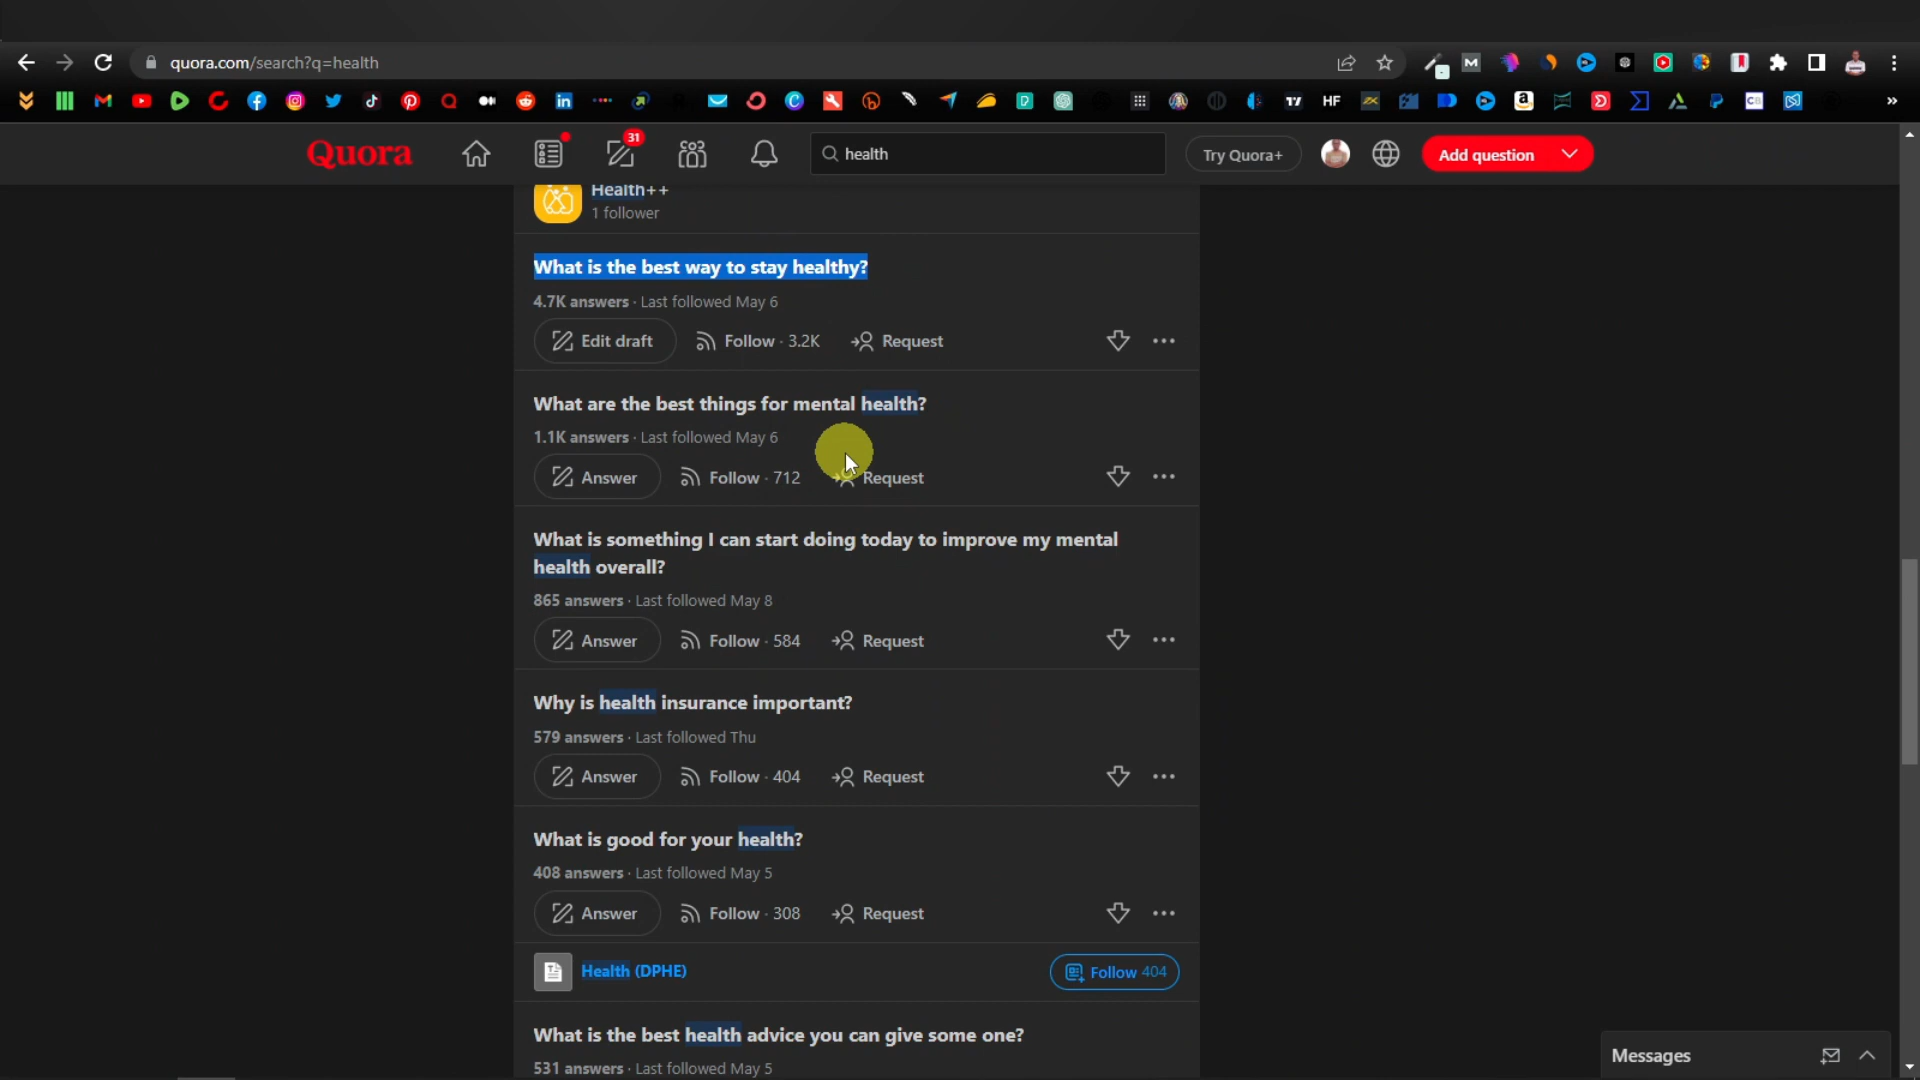 quora.com/search?q=health
Quora
31
health
Try Quora+
Add question
Health++
1 follower
What is the best way to stay healthy?
4.7K answers · Last followed May 6
Edit draft
Follow · 3.2K
Request
What are the best things for mental health?
1.1K answers · Last followed May 6
Answer
Follow · 712
Request
What is something I can start doing today to improve my mental
health overall?
865 answers · Last followed May 8
Answer
Follow · 584
Request
Why is health insurance important?
579 answers · Last followed Thu
Answer
Follow · 404
Request
What is good for your health?
408 answers · Last followed May 5
Answer
Follow · 308
Request
Health (DPHE)
Follow 404
What is the best health advice you can give some one?
531 answers · Last followed May 5
Messages